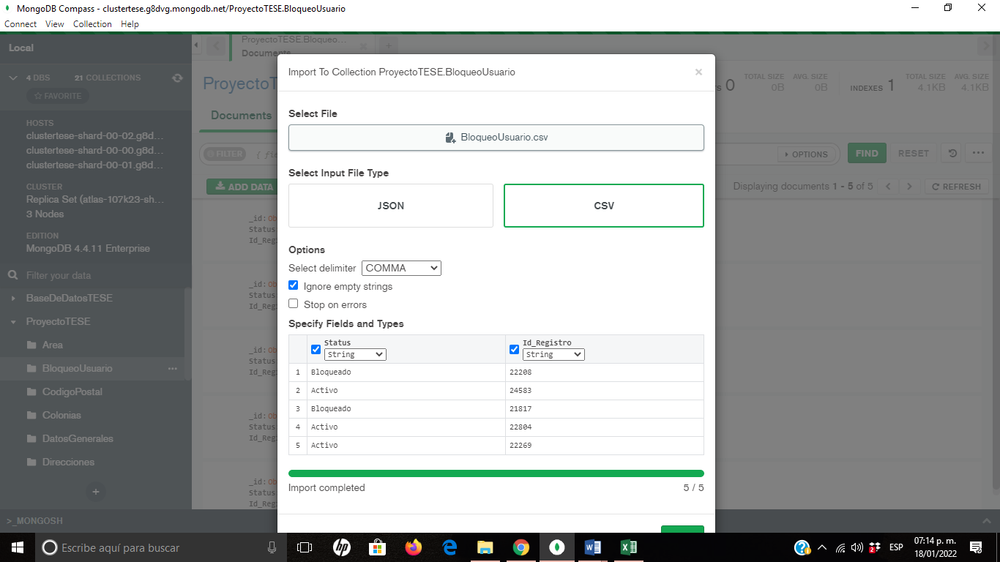 MongoDB Compass - clustertese.g8dvg.mongodb.net/ProyectoTESE.BloqueoUsuario
Connect View Collection Help
Local
4 DBS 21 COLLECTIONS
FAVORITE
HOSTS
clustertese-shard-00-02.g8d...
clustertese-shard-00-00.g8d...
clustertese-shard-00-01.g8d...
CLUSTER
Replica Set (atlas-107k23-sh...
3 Nodes
EDITION
MongoDB 4.4.11 Enterprise
Filter your data
BaseDeDatosTESE
ProyectoTESE
Area
BloqueoUsuario ...
CodigoPostal
Colonias
DatosGenerales
Direcciones
+
>_MONGOSH
ProyectoTESE.Bloqueo...
Documents
ProyectoT
0
TOTAL SIZE AVG. SIZE
0B 0B
INDEXES 1
TOTAL SIZE AVG. SIZE
4.1KB 4.1KB
Documents
FILTER { fie
OPTIONS
FIND
RESET
...
ADD DATA
Displaying documents 1 - 5 of 5
REFRESH
_id: Ob
Status
Id_Reg
_id: Ob
Status
Id_Reg
_id: Ob
Status
Id_Reg
_id: Ob
Status
Id_Reg
_id: Ob
Status
Id_Reg
Import To Collection ProyectoTESE.BloqueoUsuario
Select File
BloqueoUsuario.csv
Select Input File Type
JSON CSV
Options
Select delimiter COMMA
Ignore empty strings
Stop on errors
Specify Fields and Types
Status Id_Registro
String String
1 Bloqueado 22208
2 Activo 24583
3 Bloqueado 21817
4 Activo 22804
5 Activo 22269
Import completed 5 / 5
Escribe aquí para buscar
ESP
07:14 p. m.
18/01/2022